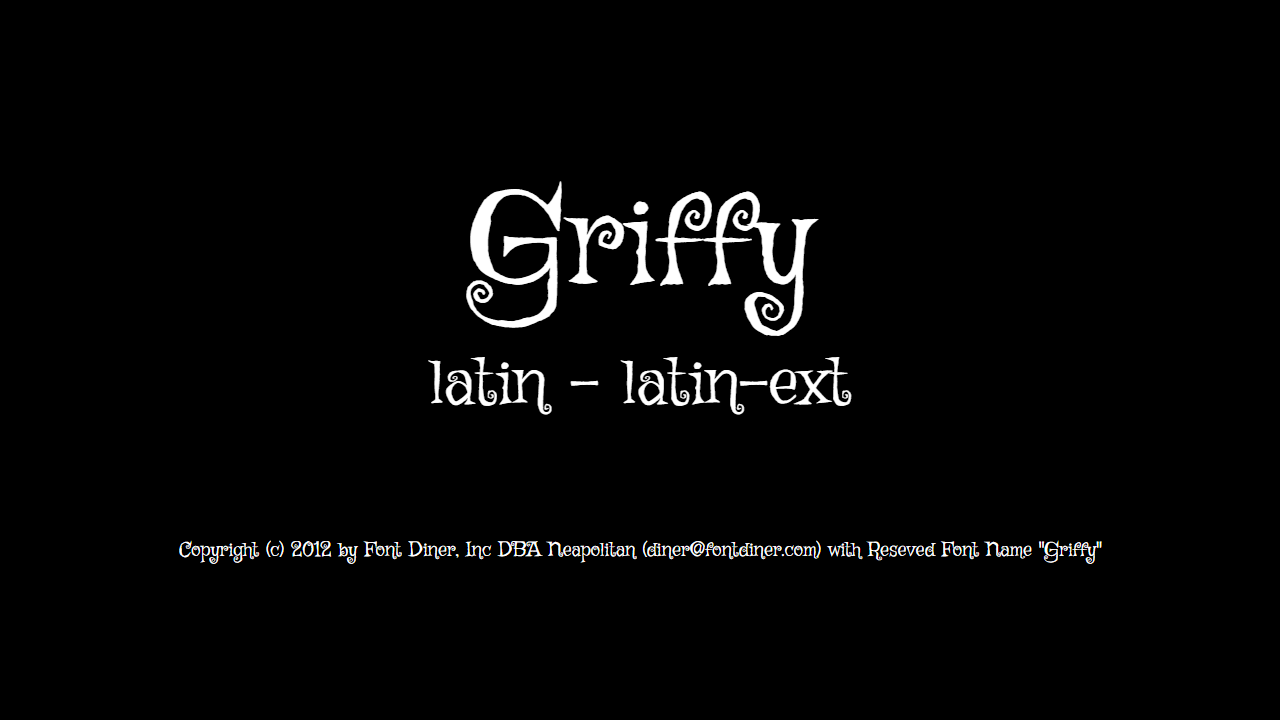 Griffy
latin - latin-ext
Copyright (c) 2012 by Font Diner, Inc DBA Neapolitan (diner@fontdiner.com) with Reseved Font Name "Griffy"